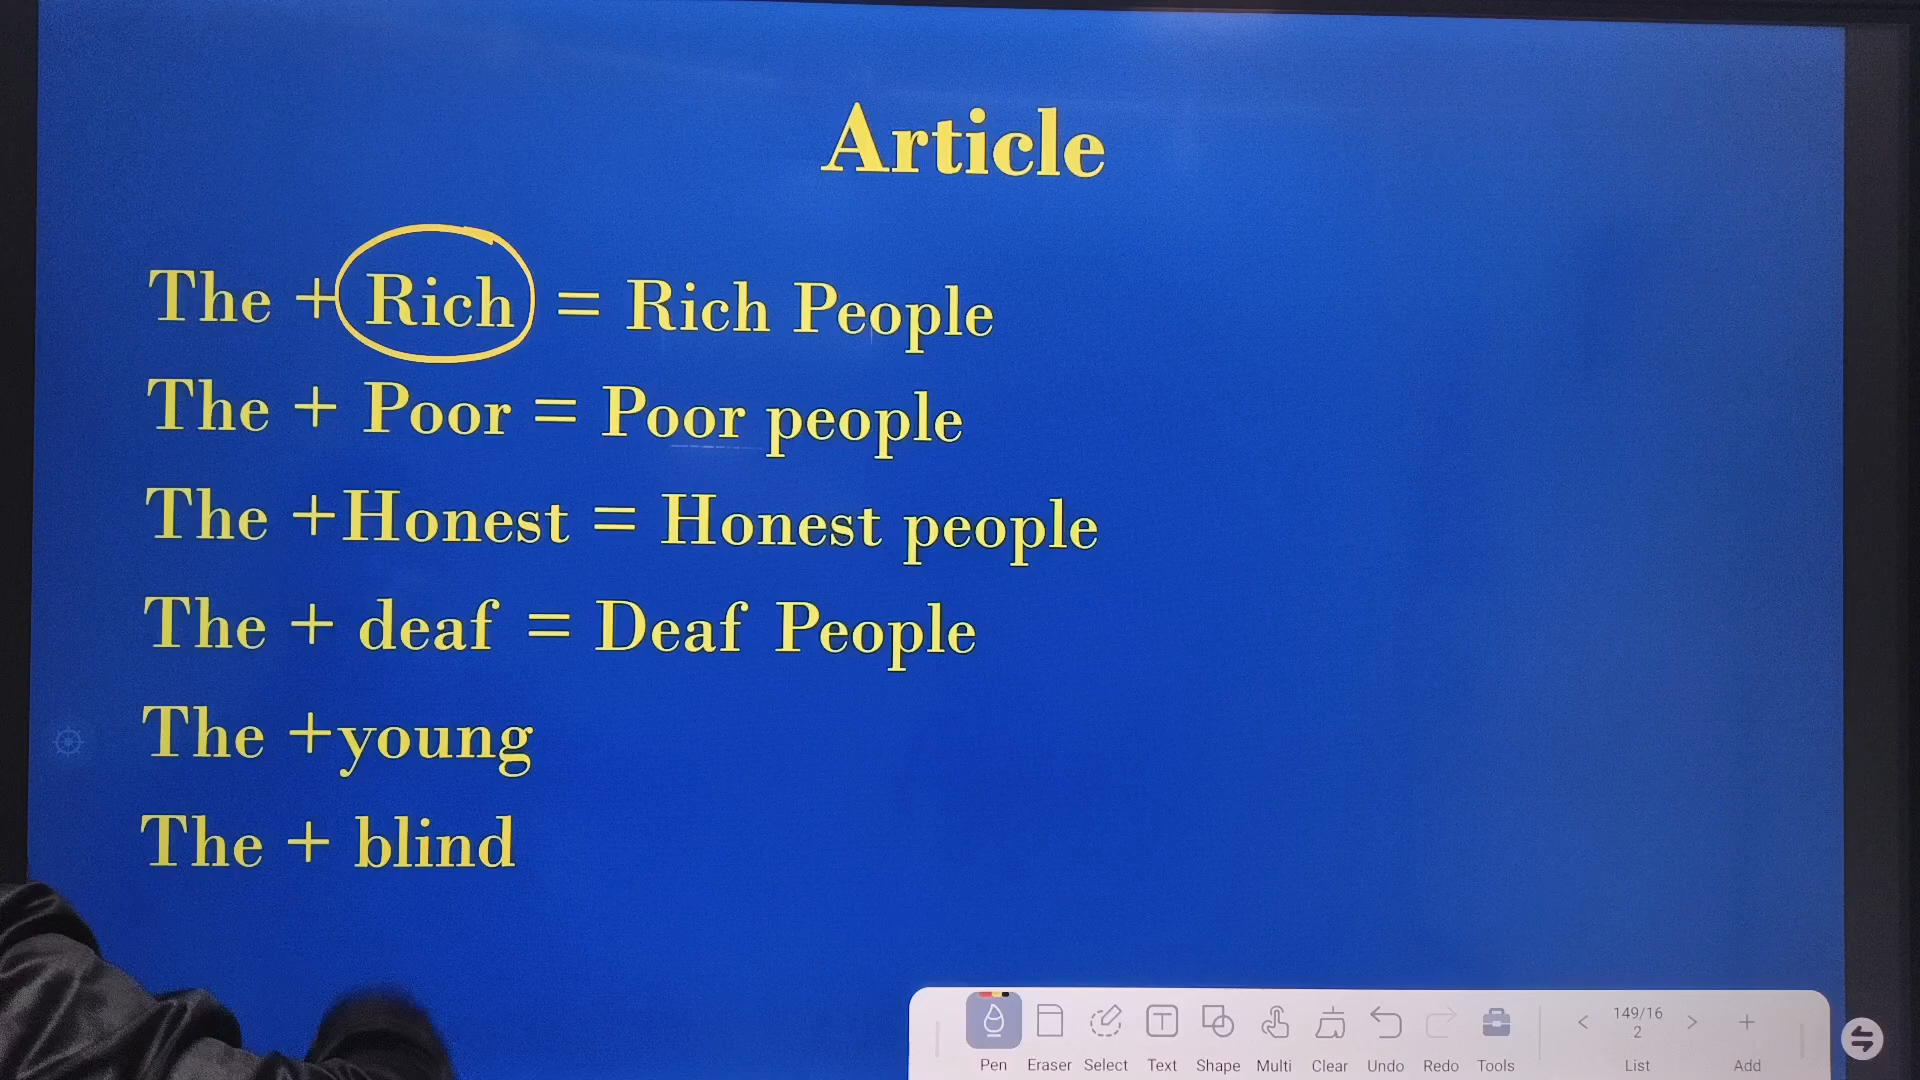 Article
The + Rich = Rich People
The + Poor = Poor people
The +Honest = Honest people
The + deaf = Deaf People
The +young
The + blind
Pen Eraser Select Text Shape Multi Clear Undo Redo Tools < 149/16 2 > List + Add